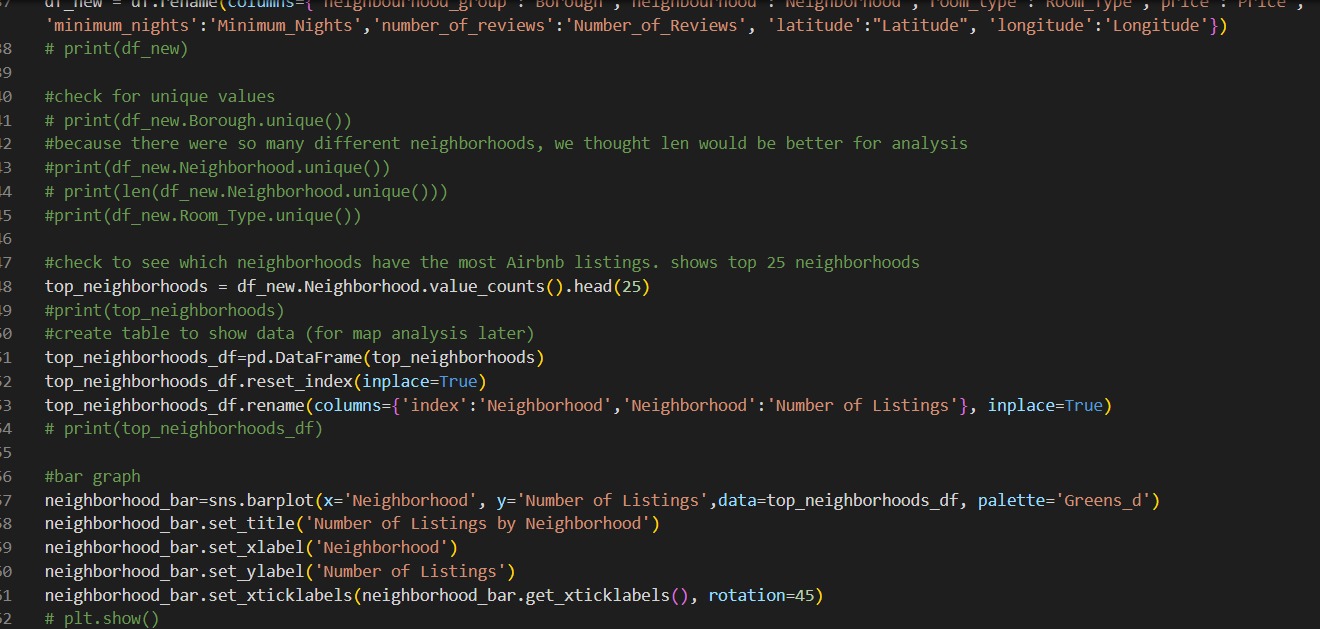 df_new = df.rename(columns={'neighbourhood_group':'Borough','neighbourhood':'Neighborhood','room_type':'Room_Type','price':'Price',
'minimum_nights':'Minimum_Nights','number_of_reviews':'Number_of_Reviews', 'latitude':"Latitude", 'longitude':'Longitude'})
38 # print(df_new)
39
40 #check for unique values
41 # print(df_new.Borough.unique())
42 #because there were so many different neighborhoods, we thought len would be better for analysis
43 #print(df_new.Neighborhood.unique())
44 # print(len(df_new.Neighborhood.unique()))
45 #print(df_new.Room_Type.unique())
46
47 #check to see which neighborhoods have the most Airbnb listings. shows top 25 neighborhoods
48 top_neighborhoods = df_new.Neighborhood.value_counts().head(25)
49 #print(top_neighborhoods)
50 #create table to show data (for map analysis later)
51 top_neighborhoods_df=pd.DataFrame(top_neighborhoods)
52 top_neighborhoods_df.reset_index(inplace=True)
53 top_neighborhoods_df.rename(columns={'index':'Neighborhood','Neighborhood':'Number of Listings'}, inplace=True)
54 # print(top_neighborhoods_df)
55
56 #bar graph
57 neighborhood_bar=sns.barplot(x='Neighborhood', y='Number of Listings',data=top_neighborhoods_df, palette='Greens_d')
58 neighborhood_bar.set_title('Number of Listings by Neighborhood')
59 neighborhood_bar.set_xlabel('Neighborhood')
60 neighborhood_bar.set_ylabel('Number of Listings')
61 neighborhood_bar.set_xticklabels(neighborhood_bar.get_xticklabels(), rotation=45)
62 # plt.show()